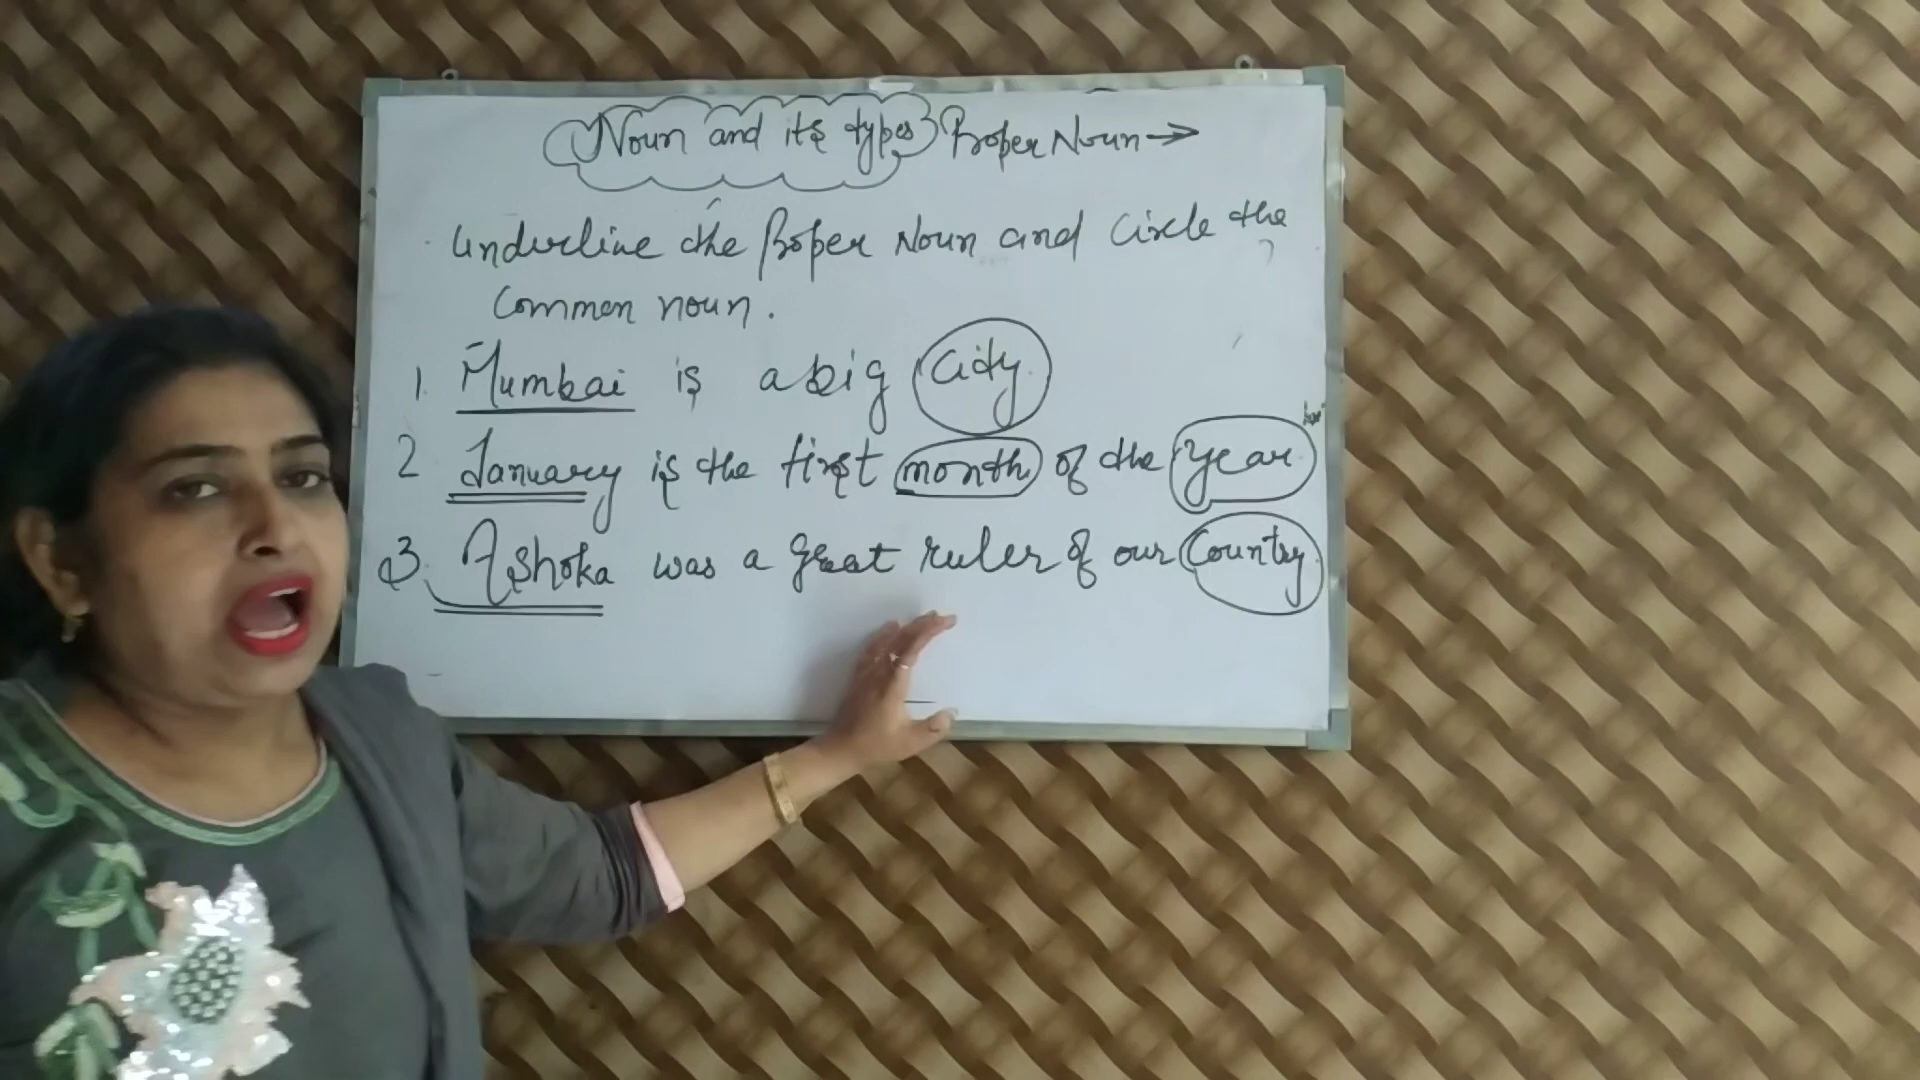 Noun and its types Proper Noun →
Underline the Proper Noun and Circle the
Common noun.
1. Mumbai is a big City.
2 January is the first month of the year
3. Ashoka was a great ruler of our Country.